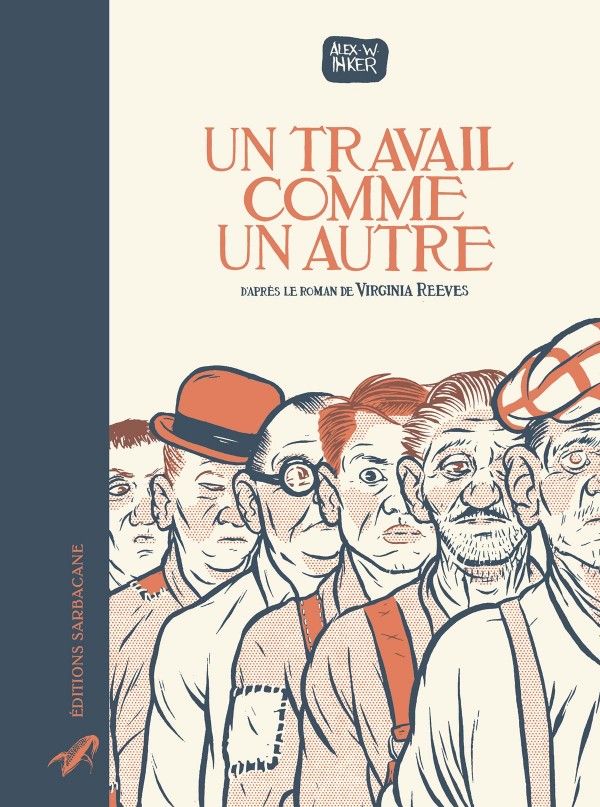 ALEX·W·
INKER
UN TRAVAIL
COMME
UN AUTRE
D'APRÈS LE ROMAN DE VIRGINIA REEVES
ÉDITIONS SARBACANE